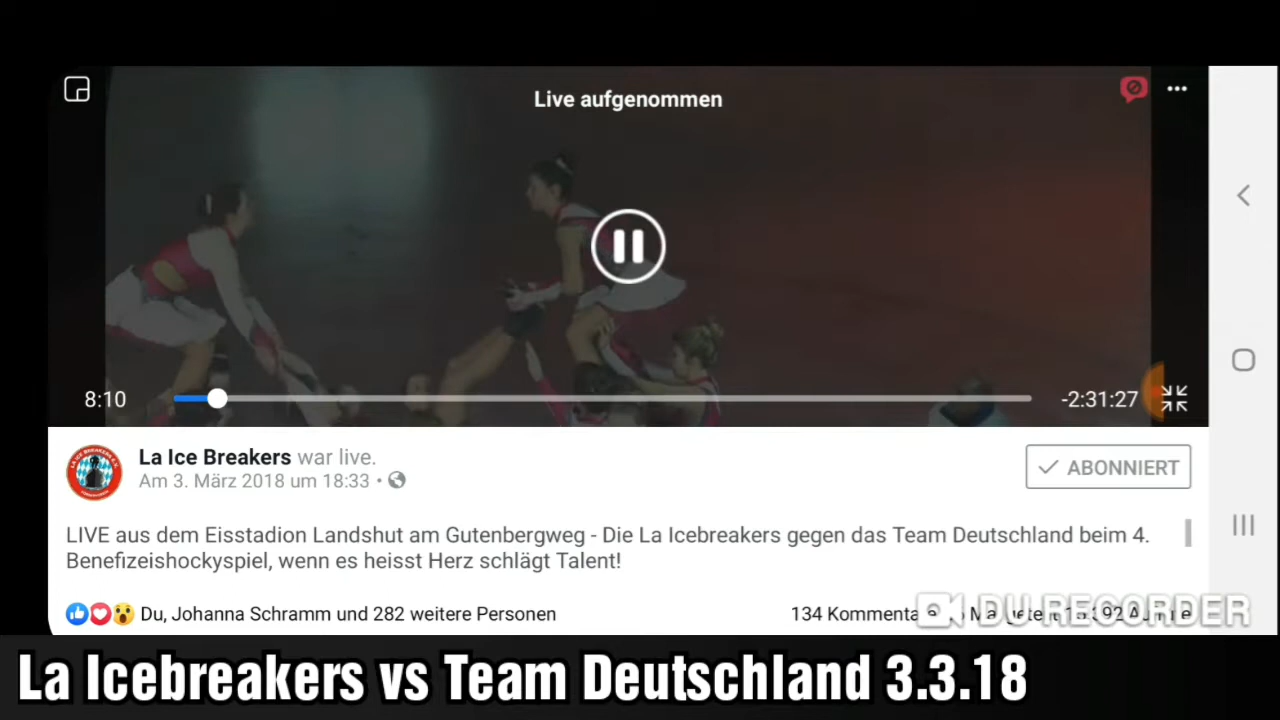 Live aufgenommen
8:10
-2:31:27
La Ice Breakers war live.
Am 3. März 2018 um 18:33 •
ABONNIERT
LIVE aus dem Eisstadion Landshut am Gutenbergweg - Die La Icebreakers gegen das Team Deutschland beim 4.
Benefizeishockyspiel, wenn es heisst Herz schlägt Talent!
Du, Johanna Schramm und 282 weitere Personen
134 Kommentare
DU RECORDER
La Icebreakers vs Team Deutschland 3.3.18